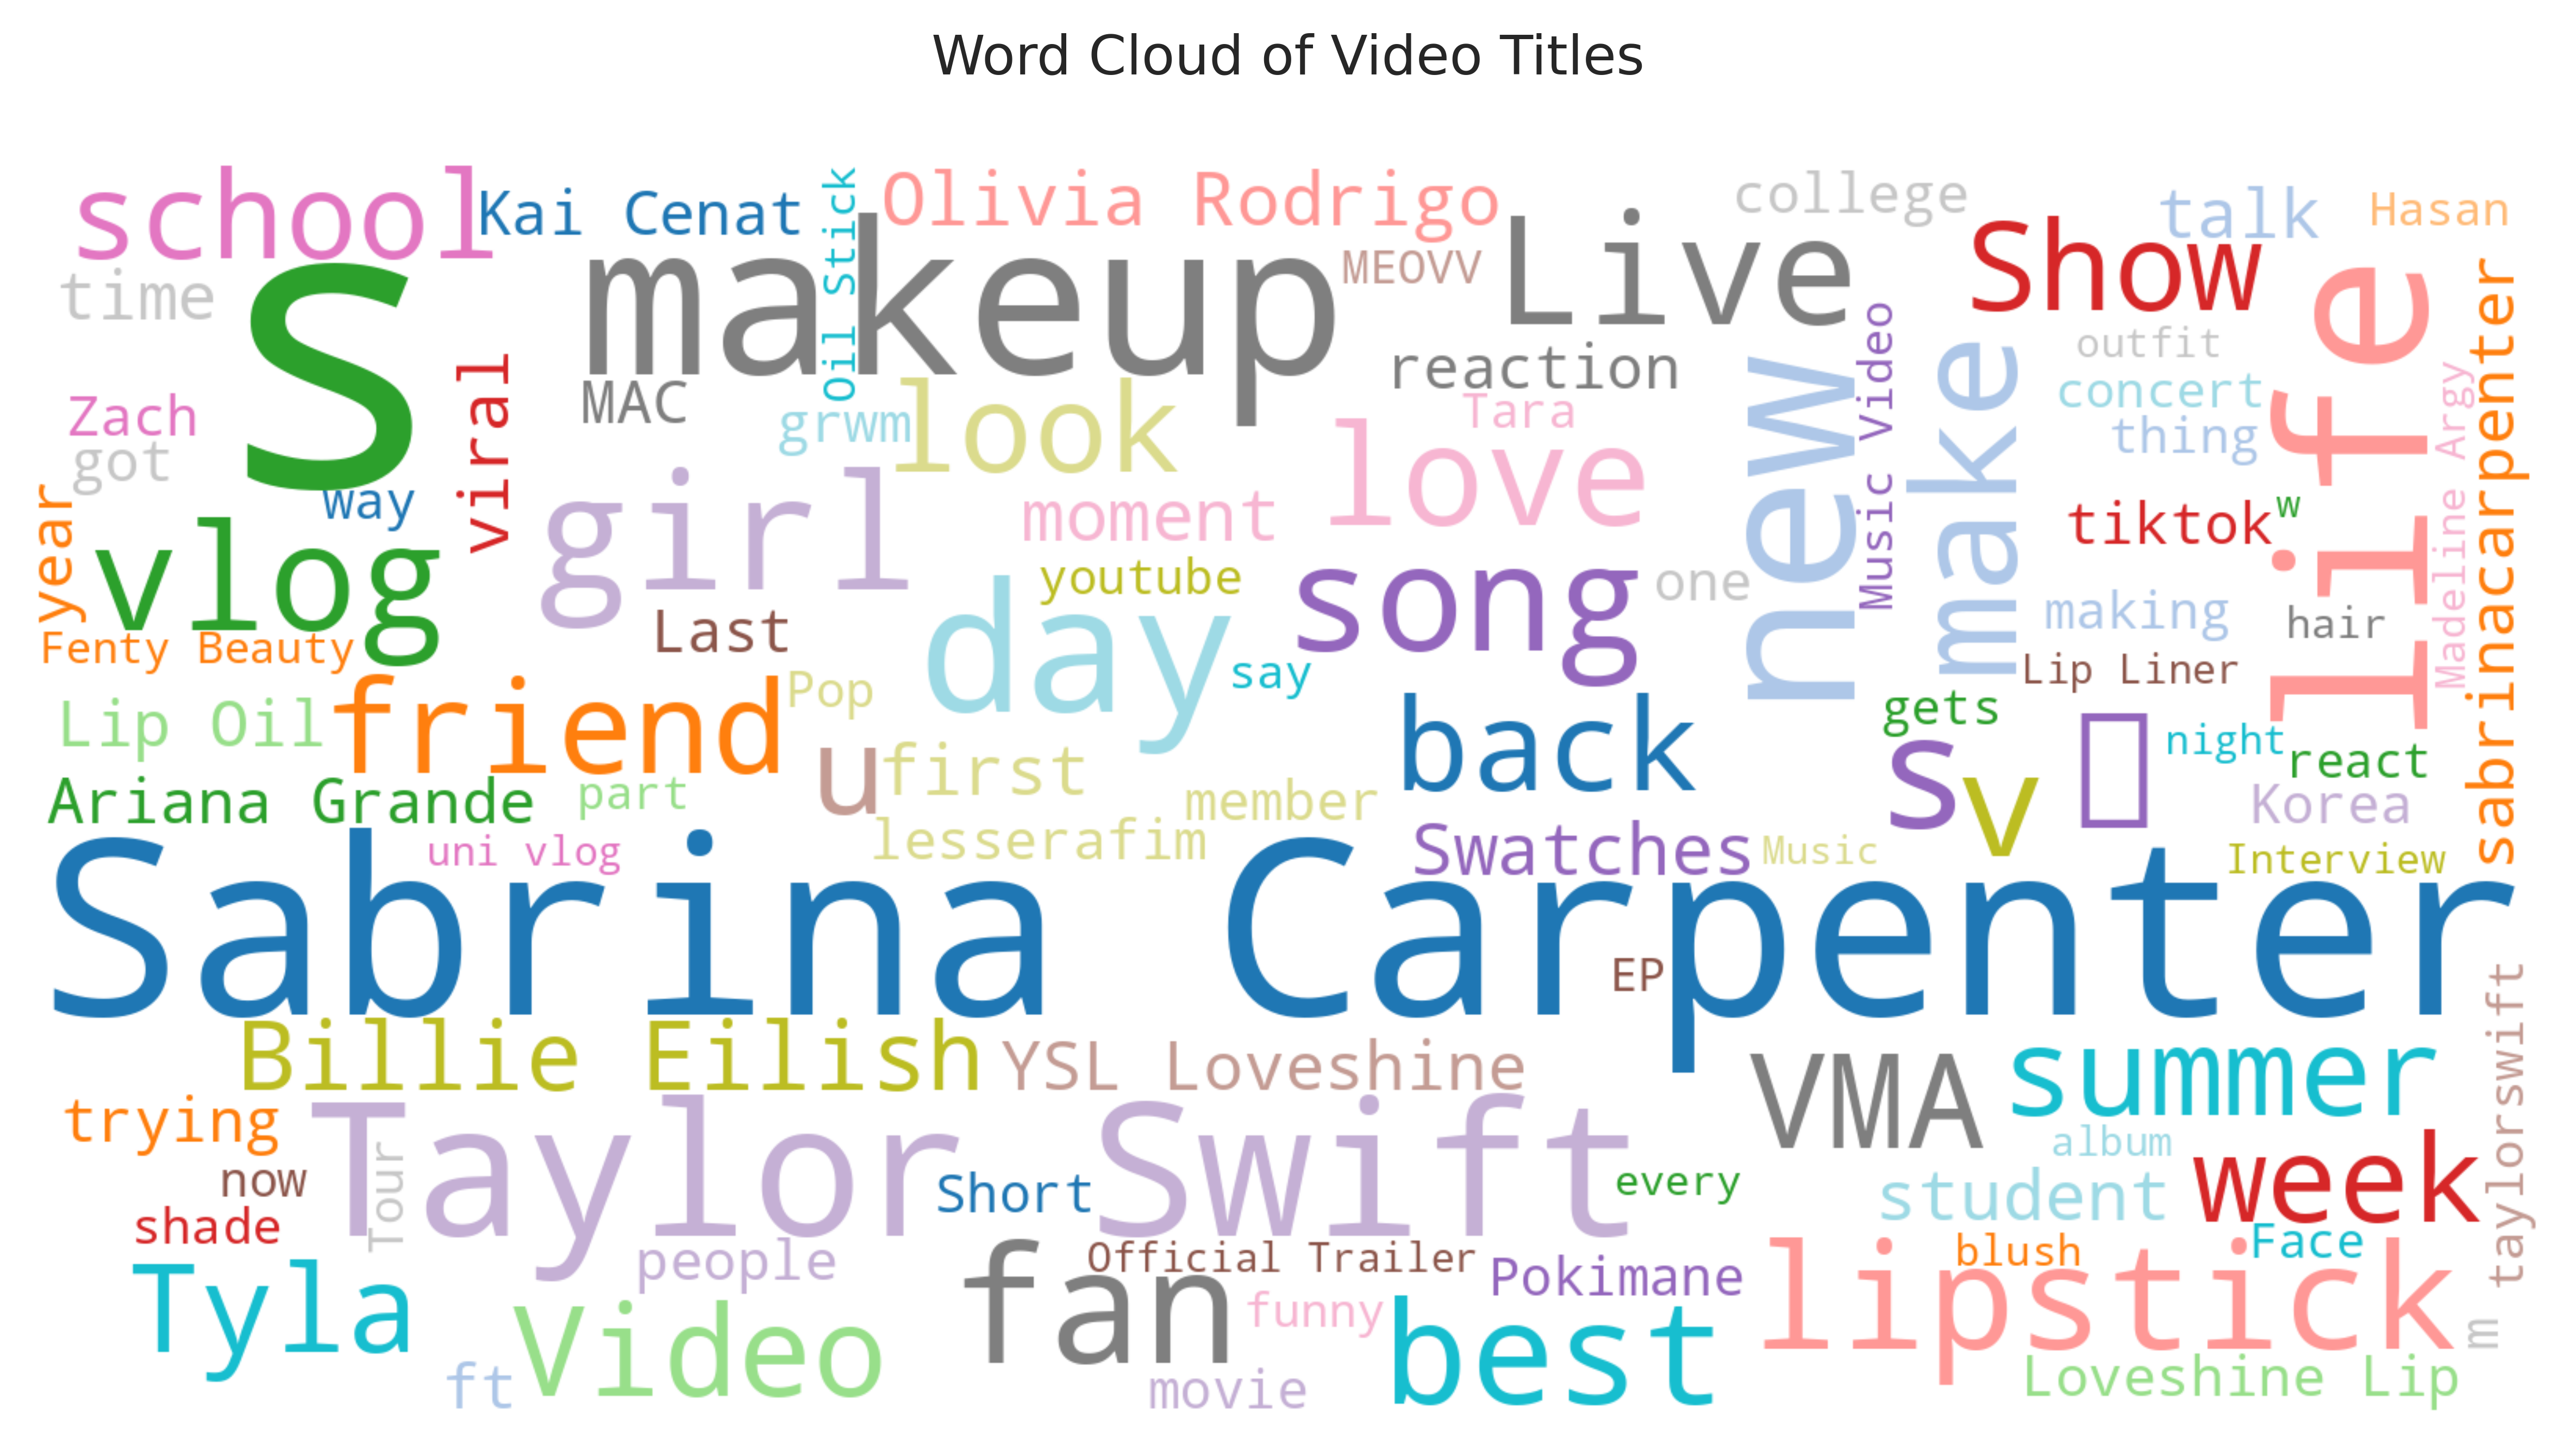 Word Cloud of Video Titles
school
Kai Cenat
Oil Stick
Olivia Rodrigo
college
talk
Hasan
time
S
makeup
MEOVV
Live
Show
life
sabrinacarpenter
viral
MAC
grwm
look
reaction
Tara
new
Music Video
make
outfit
concert
thing
Madeline Argy
Zach
got
way
year
vlog
girl
moment
love
tiktok
w
youtube
song
one
making
hair
Fenty Beauty
Last
day
say
Lip Liner
Lip Oil
friend
Pop
u
first
back
gets
s
v
night
react
Ariana Grande
part
member
Korea
uni vlog
lesserafim
Swatches
Music
Interview
Sabrina Carpenter
EP
Billie Eilish
YSL Loveshine
VMA
summer
taylorswift
trying
Taylor Swift
album
now
Tour
Short
every
student
week
shade
people
Official Trailer
Pokimane
blush
Face
Tyla
Video
fan
funny
best
lipstick
m
ft
movie
Loveshine Lip